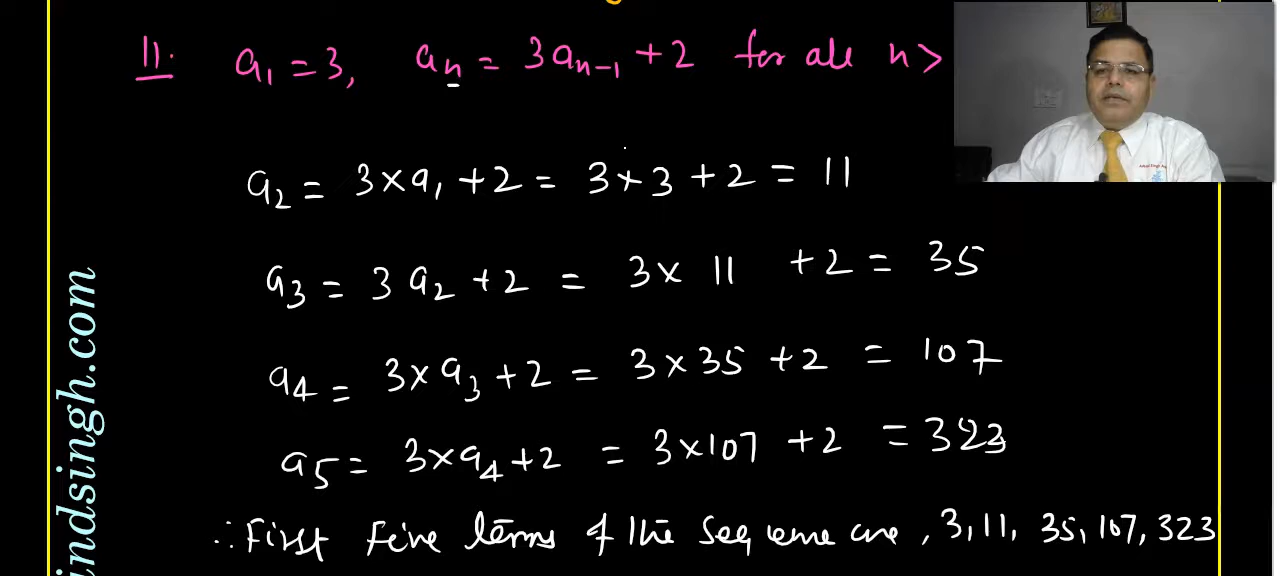 11. a₁ = 3, aₙ = 3aₙ₋₁ + 2 for all n >
a₂ = 3 × a₁ + 2 = 3 × 3 + 2 = 11
a₃ = 3 a₂ + 2 = 3 × 11 + 2 = 35
a₄ = 3 × a₃ + 2 = 3 × 35 + 2 = 107
a₅ = 3 × a₄ + 2 = 3 × 107 + 2 = 323
∴ First Five terms of the sequence are, 3, 11, 35, 107, 323
indsingh.com